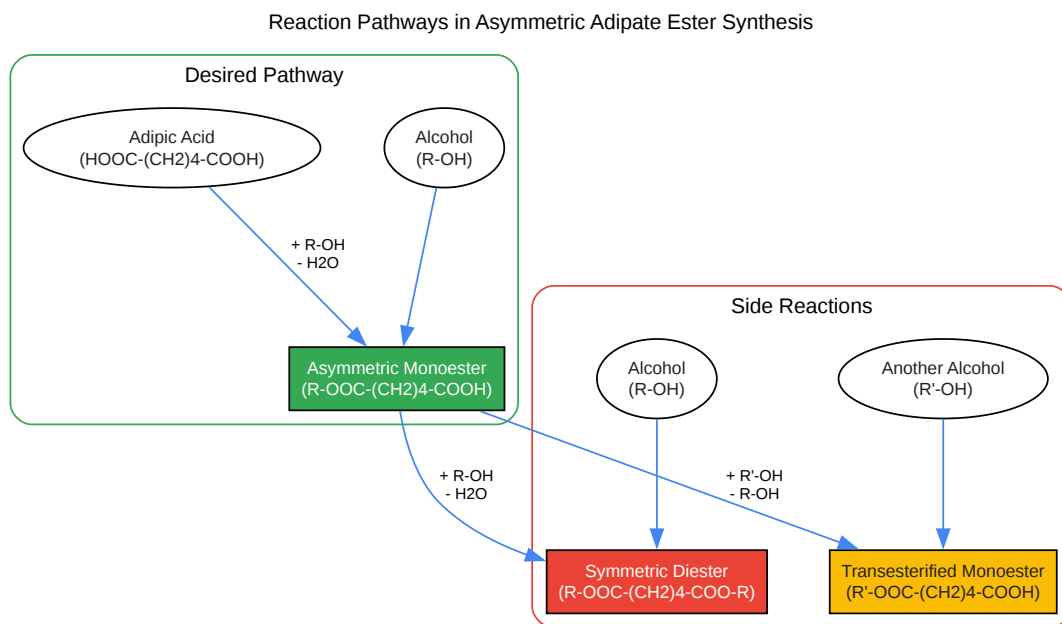 Reaction Pathways in Asymmetric Adipate Ester Synthesis
Desired Pathway
Adipic Acid
(HOOC-(CH2)4-COOH)
Alcohol
(R-OH)
+ R-OH
- H2O
Asymmetric Monoester
(R-OOC-(CH2)4-COOH)
Side Reactions
Alcohol
(R-OH)
Another Alcohol
(R'-OH)
+ R-OH
- H2O
+ R'-OH
- R-OH
Symmetric Diester
(R-OOC-(CH2)4-COO-R)
Transesterified Monoester
(R'-OOC-(CH2)4-COOH)